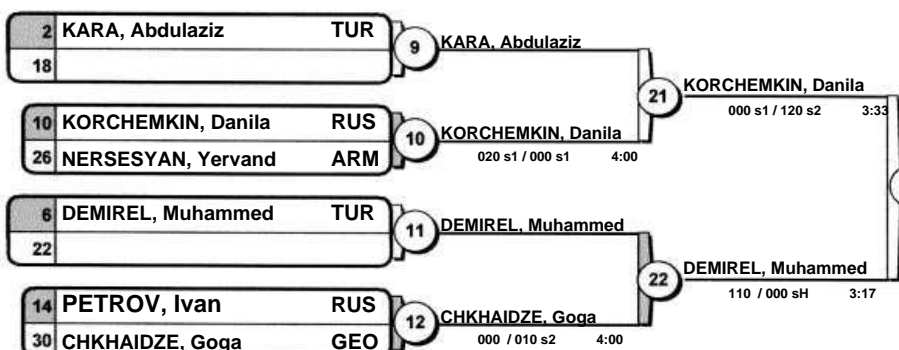 2 KARA, Abdulaziz TUR
18
9 KARA, Abdulaziz
10 KORCHEMKIN, Danila RUS
26 NERSESYAN, Yervand ARM
10 KORCHEMKIN, Danila
020 s1 / 000 s1 4:00
21 KORCHEMKIN, Danila
000 s1 / 120 s2 3:33
6 DEMIREL, Muhammed TUR
22
11 DEMIREL, Muhammed
14 PETROV, Ivan RUS
30 CHKHAIDZE, Goga GEO
12 CHKHAIDZE, Goga
000 / 010 s2 4:00
22 DEMIREL, Muhammed
110 / 000 sH 3:17